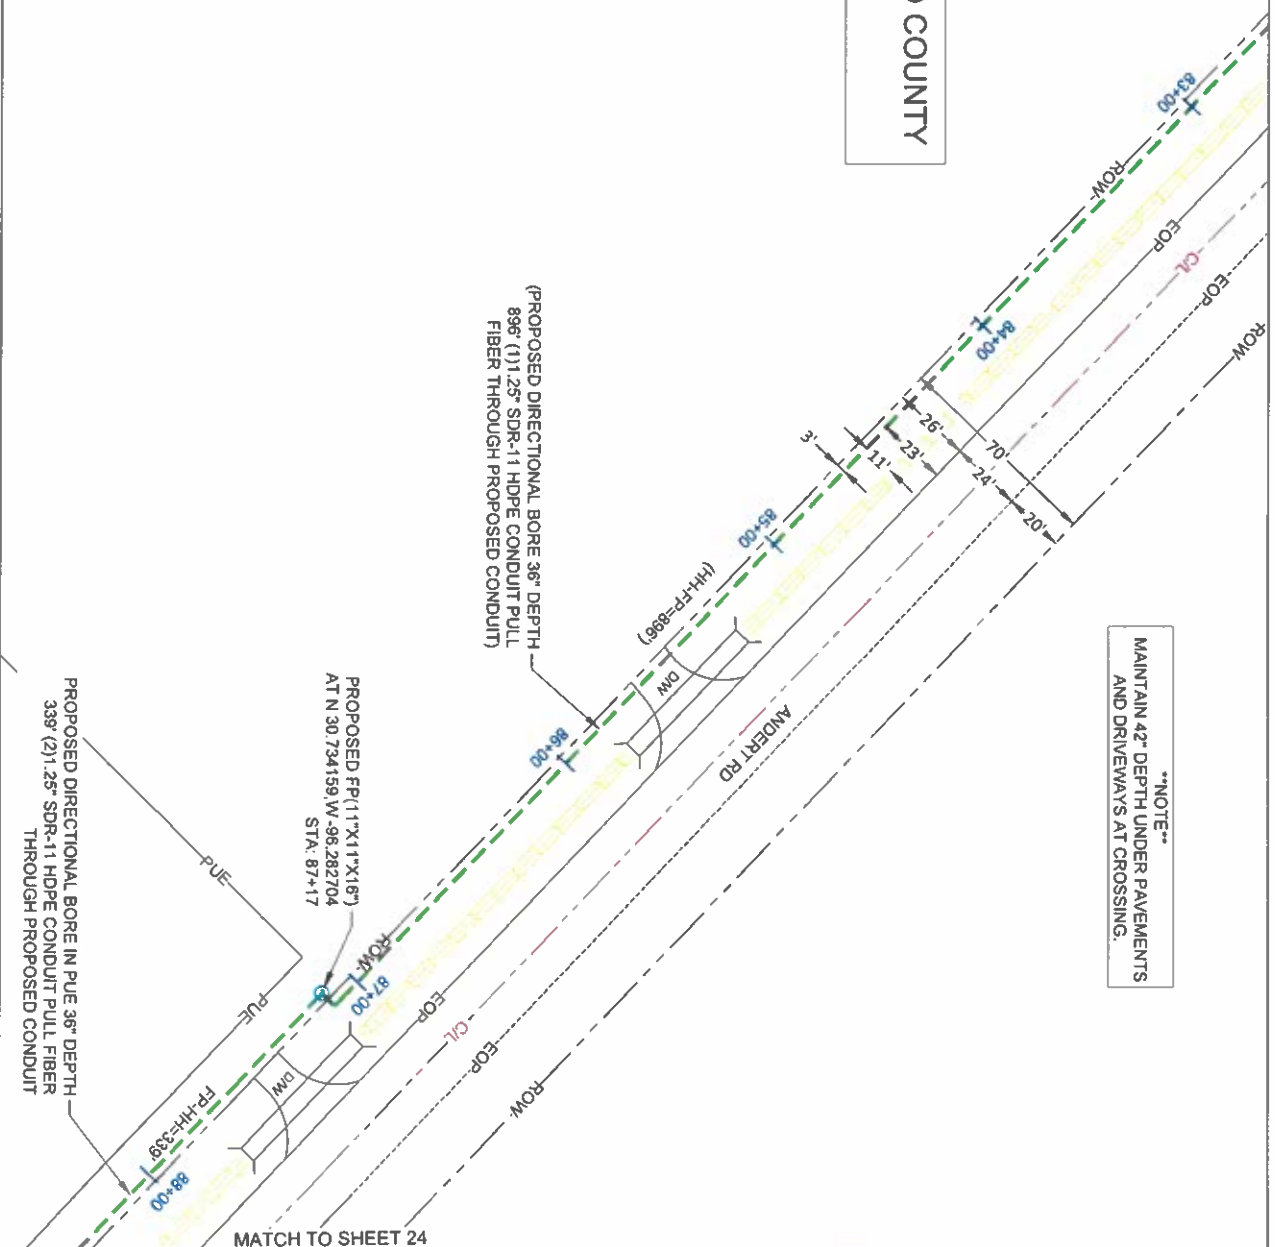 COUNTY
83+00
ROW
EOP
C/L
EOP
ROW
84+00
26'
70'
23'
24'
11'
20'
3'
85+00
(PROPOSED DIRECTIONAL BORE 36" DEPTH
896' (1)1.25" SDR-11 HDPE CONDUIT PULL
FIBER THROUGH PROPOSED CONDUIT)
(HH-FP=896')
D/W
ANDERT RD
86+00
**NOTE**
MAINTAIN 42" DEPTH UNDER PAVEMENTS
AND DRIVEWAYS AT CROSSING.
PROPOSED FP(11"X11"X16")
AT N 30.734159,W -96.282704
STA: 87+17
PUE
ROW
87+00
EOP
C/L
EOP
ROW
PUE
D/W
FP-HH=339'
88+00
PROPOSED DIRECTIONAL BORE IN PUE 36" DEPTH
339' (2)1.25" SDR-11 HDPE CONDUIT PULL FIBER
THROUGH PROPOSED CONDUIT
MATCH TO SHEET 24